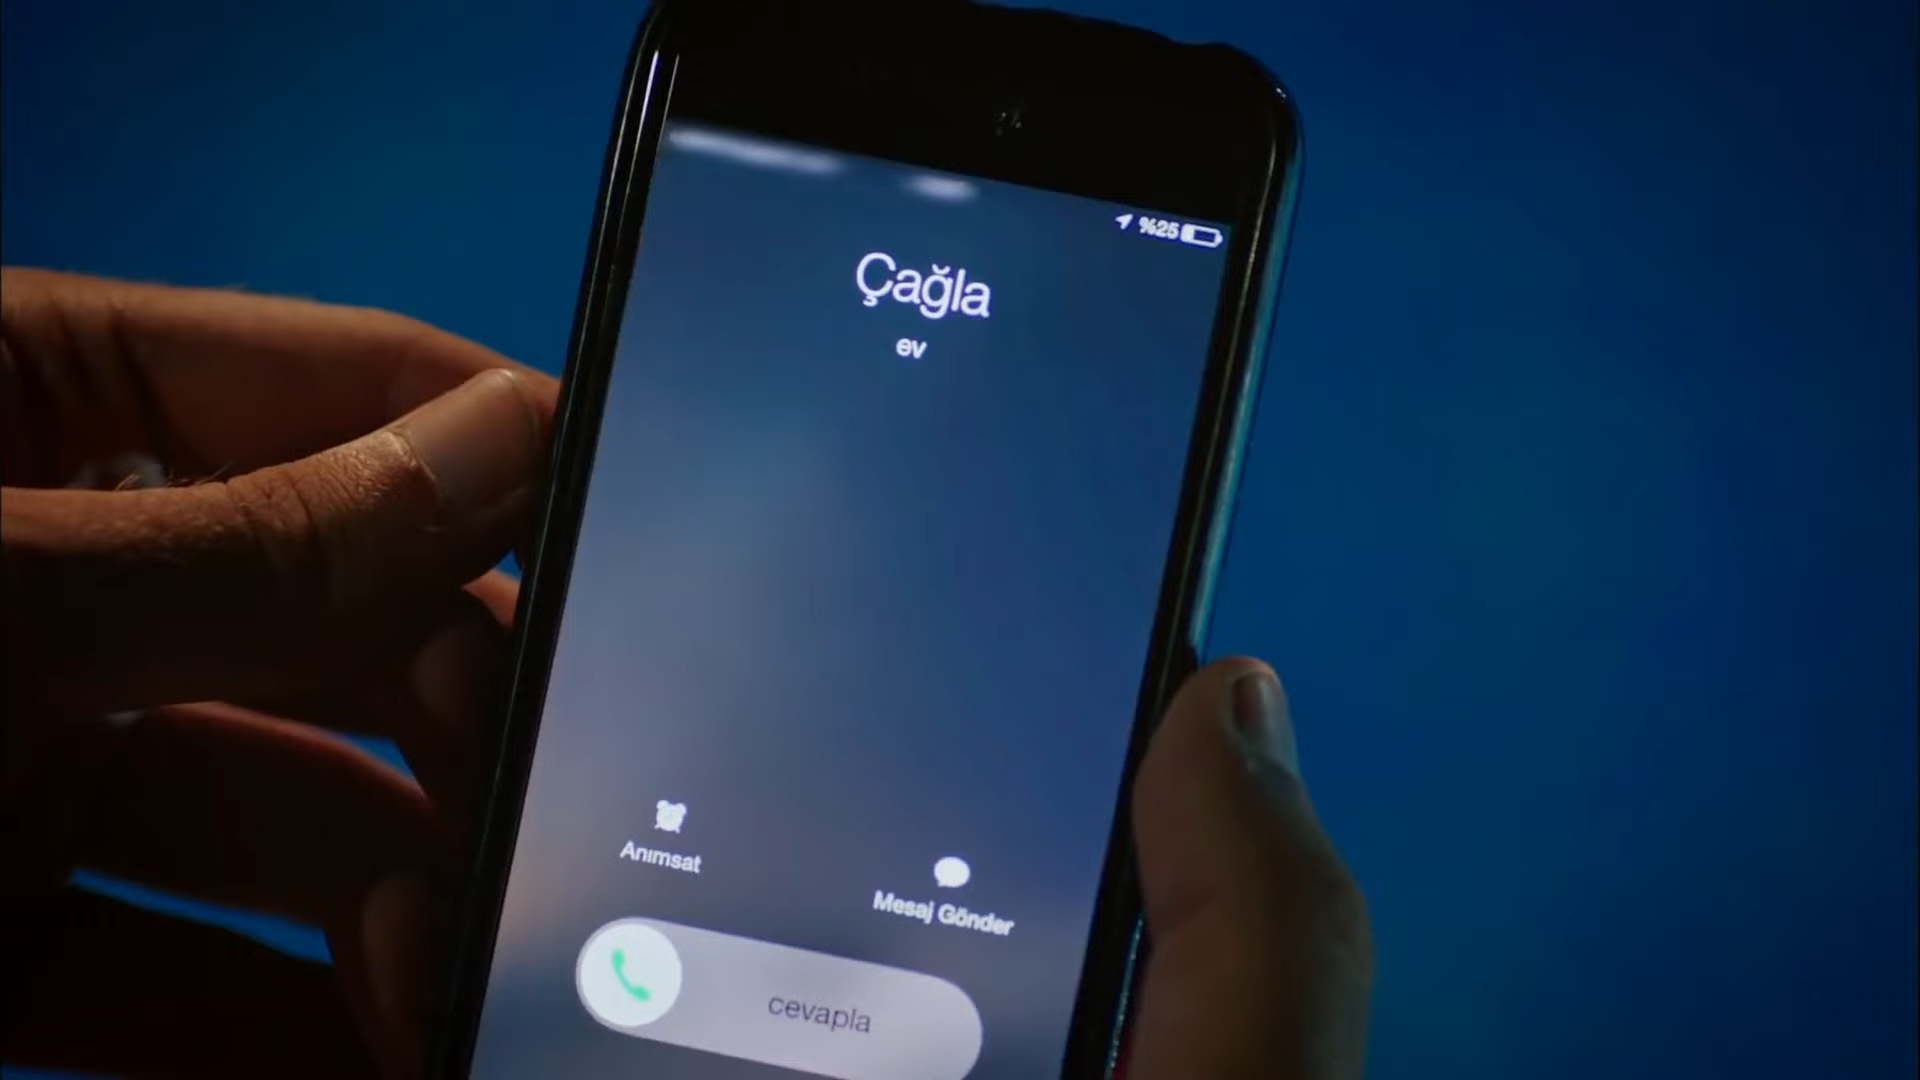 %25
Çağla
ev
Anımsat
Mesaj Gönder
cevapla